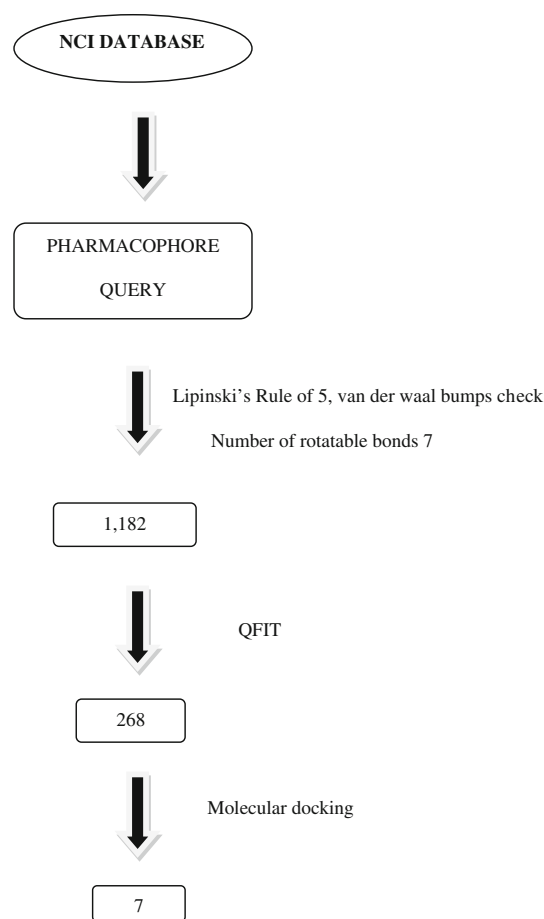 NCI DATABASE
PHARMACOPHORE
QUERY
Lipinski's Rule of 5, van der waal bumps check
Number of rotatable bonds 7
1,182
QFIT
268
Molecular docking
7